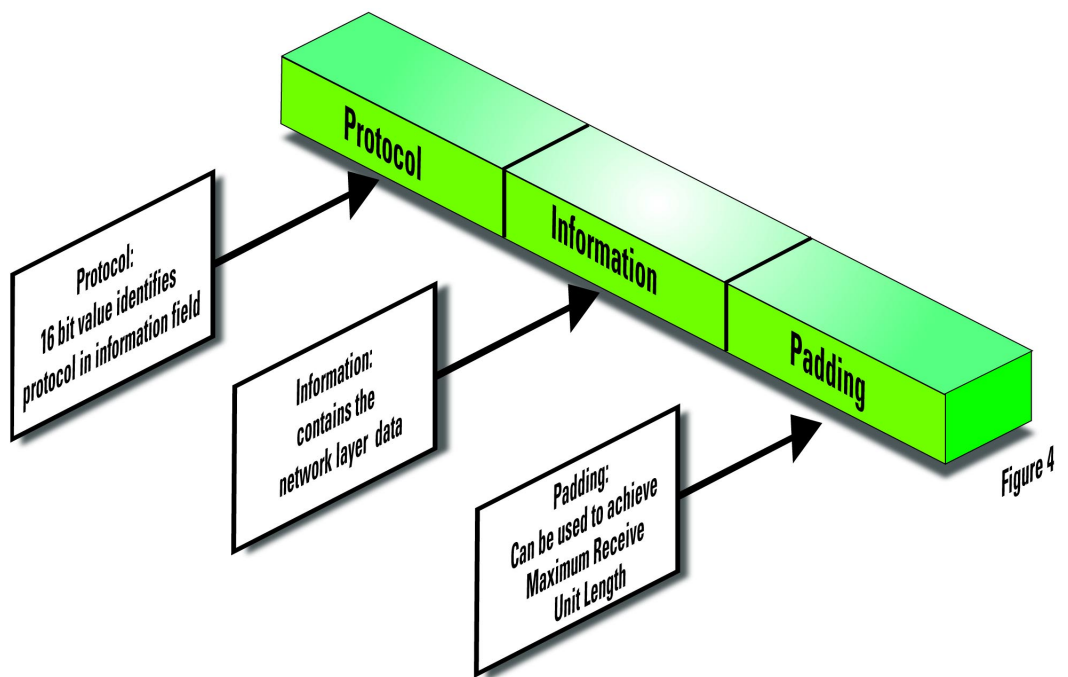 Protocol
Information
Padding
Protocol:
16 bit value identifies
protocol in information field
Information:
contains the
network layer data
Padding:
Can be used to achieve
Maximum Receive
Unit Length
Figure 4